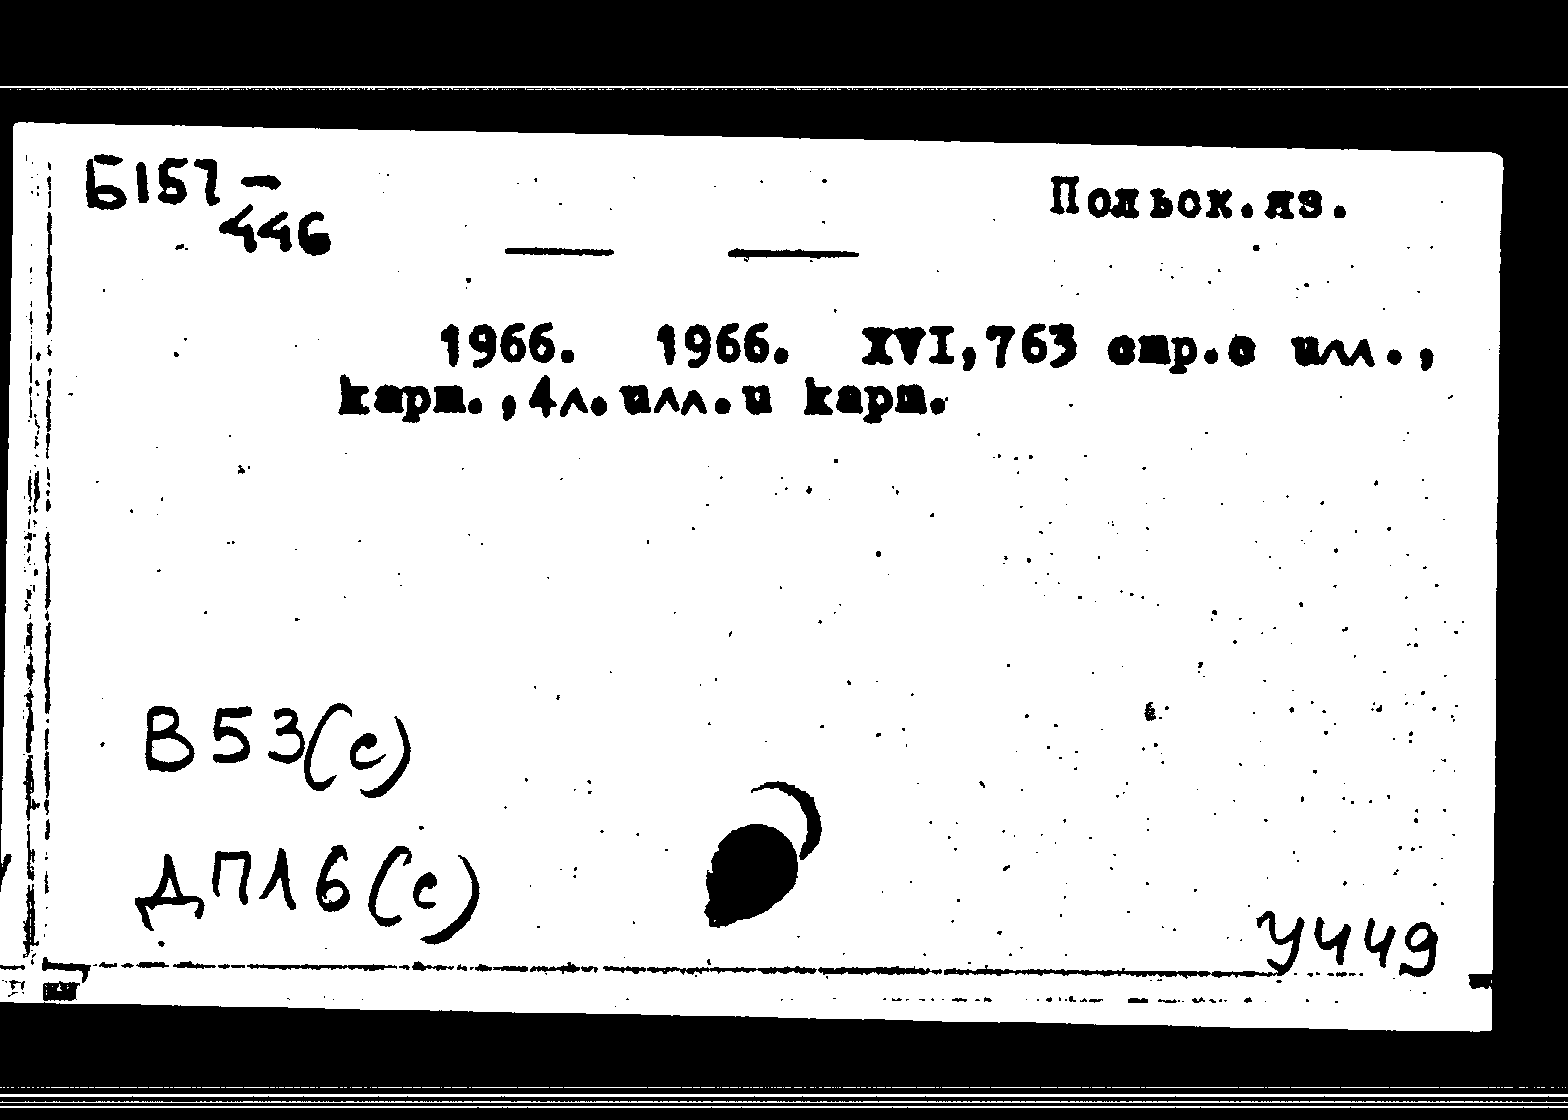 Б157-
446
Польск.яз.
1966. 1966. XVI,763 стр.с илл.,
карт.,4л.илл.и карт.
В53(с)
ДП16(с)
У449